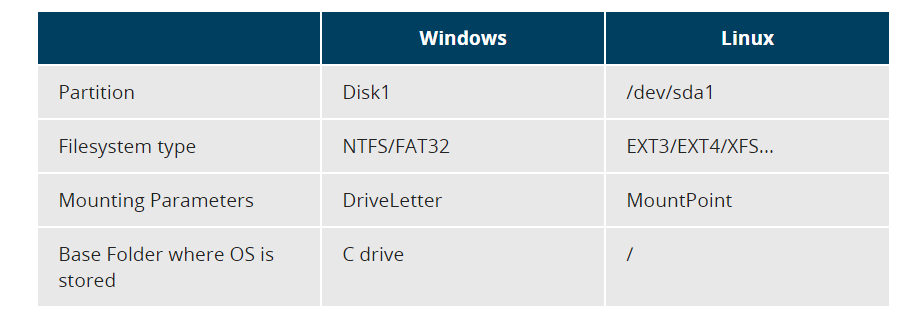 Windows Linux
Partition Disk1 /dev/sda1
Filesystem type NTFS/FAT32 EXT3/EXT4/XFS...
Mounting Parameters DriveLetter MountPoint
Base Folder where OS is C drive /
stored